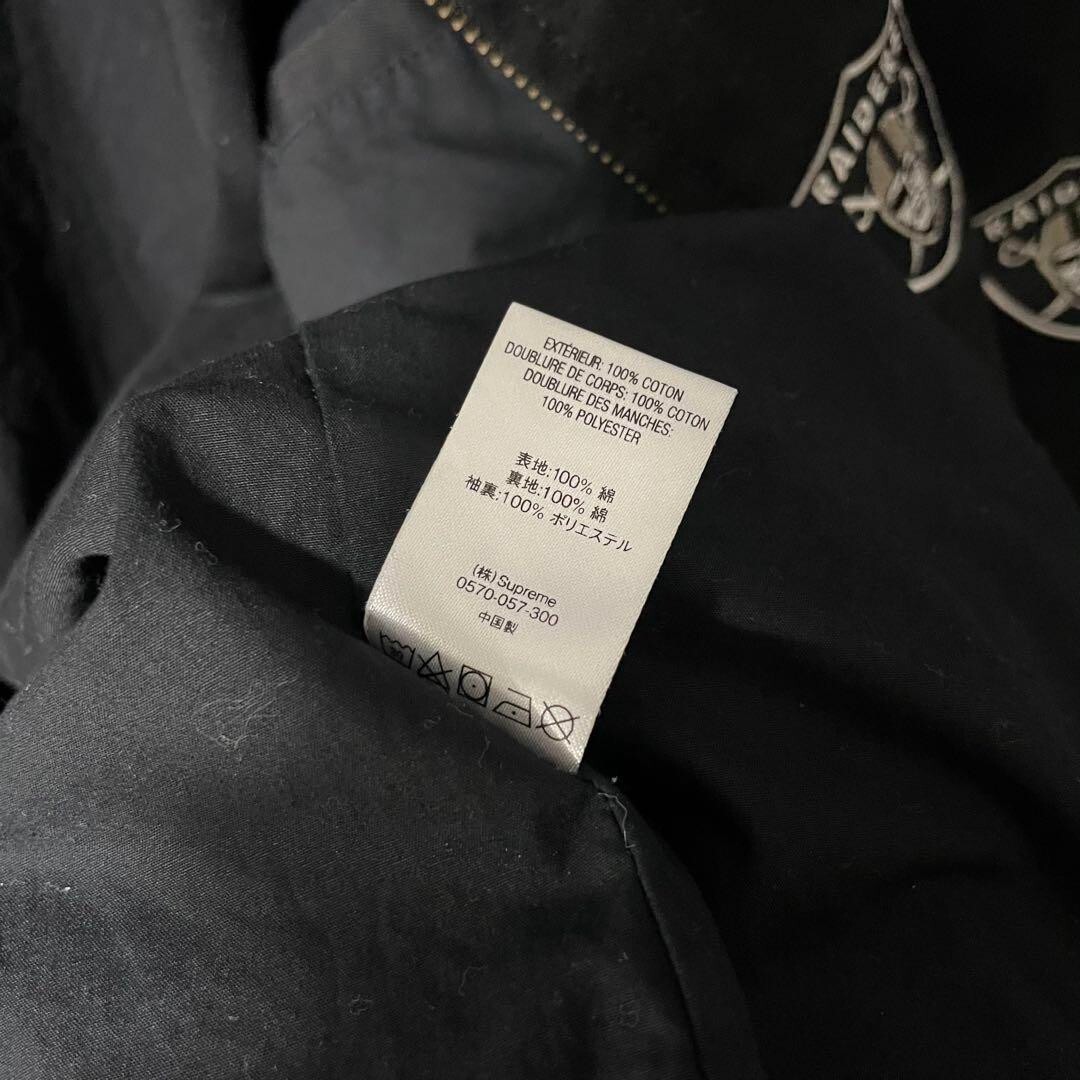 RAIDERS
EXTÉRIEUR: 100% COTON
DOUBLURE DE CORPS: 100% COTON
DOUBLURE DES MANCHES:
100% POLYESTER
表地:100% 綿
裏地:100% 綿
袖裏:100% ポリエステル
(株)Supreme
0570-057-300
中国製